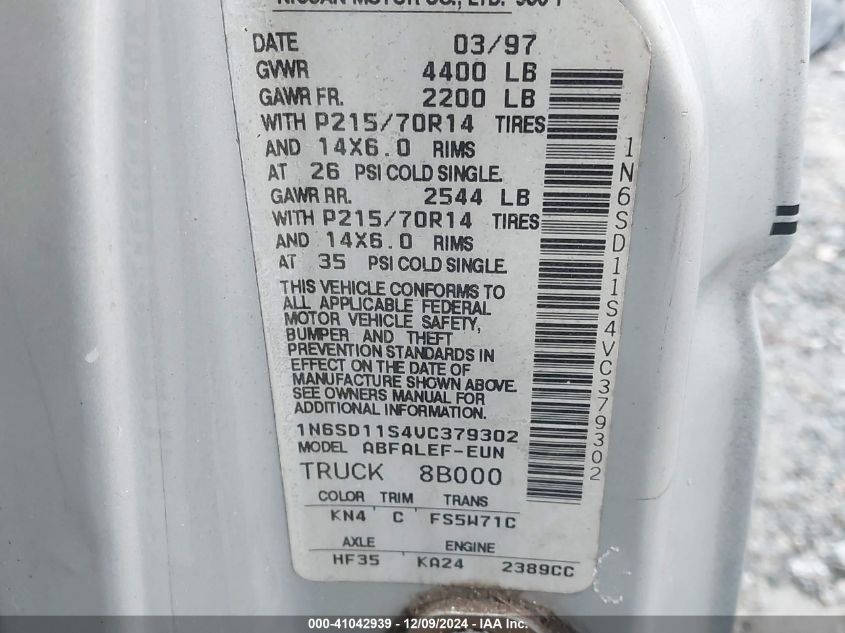 NISSAN MOTOR CO., LTD.
DATE 03/97
GVWR 4400 LB
GAWR FR. 2200 LB
WITH P215/70R14 TIRES
AND 14X6.0 RIMS
AT 26 PSI COLD SINGLE.
GAWR RR. 2544 LB
WITH P215/70R14 TIRES
AND 14X6.0 RIMS
AT 35 PSI COLD SINGLE.
THIS VEHICLE CONFORMS TO
ALL APPLICABLE FEDERAL
MOTOR VEHICLE SAFETY,
BUMPER AND THEFT
PREVENTION STANDARDS IN
EFFECT ON THE DATE OF
MANUFACTURE SHOWN ABOVE.
SEE OWNERS MANUAL FOR
ADDITIONAL INFORMATION.
1N6SD11S4VC379302
MODEL ABFALEF-EUN
TRUCK 8B000
COLOR TRIM TRANS
KN4 C FS5W71C
AXLE ENGINE
HF35 KA24 2389CC
1N6SD11S4VC379302
000-41042939 - 12/09/2024 - IAA, Inc.